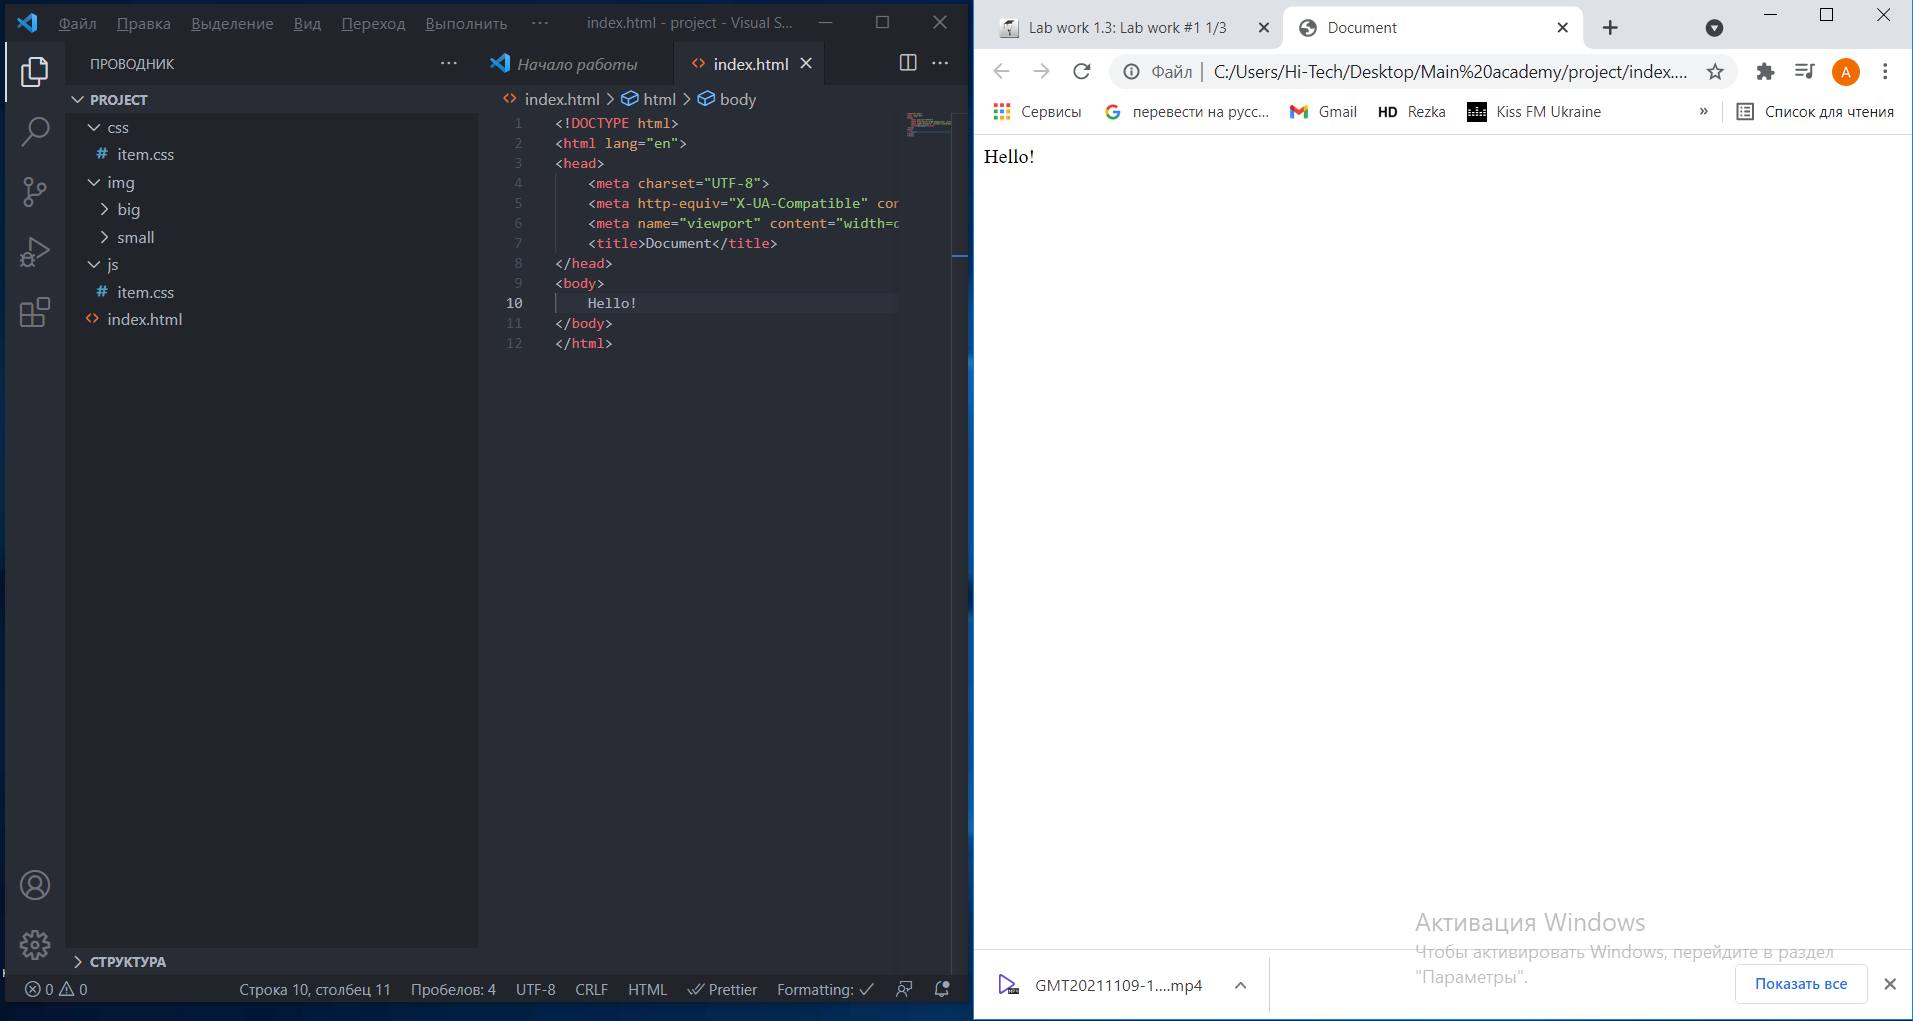 Файл Правка Выделение Вид Переход Выполнить ··· index.html - project - Visual S...
ПРОВОДНИК
PROJECT
css
# item.css
img
big
small
js
# item.css
index.html
СТРУКТУРА
Начало работы
index.html
index.html > html > body
1 <!DOCTYPE html>
2 <html lang="en">
3 <head>
4 <meta charset="UTF-8">
5 <meta http-equiv="X-UA-Compatible" con
6 <meta name="viewport" content="width=d
7 <title>Document</title>
8 </head>
9 <body>
10 Hello!
11 </body>
12 </html>
0 0 Строка 10, столбец 11 Пробелов: 4 UTF-8 CRLF HTML Prettier Formatting:
Lab work 1.3: Lab work #1 1/3
Document
Файл | C:/Users/Hi-Tech/Desktop/Main%20academy/project/index....
A
Сервисы перевести на русс... Gmail HD Rezka Kiss FM Ukraine » Список для чтения
Hello!
Активация Windows
Чтобы активировать Windows, перейдите в раздел
"Параметры".
GMT20211109-1....mp4
Показать все